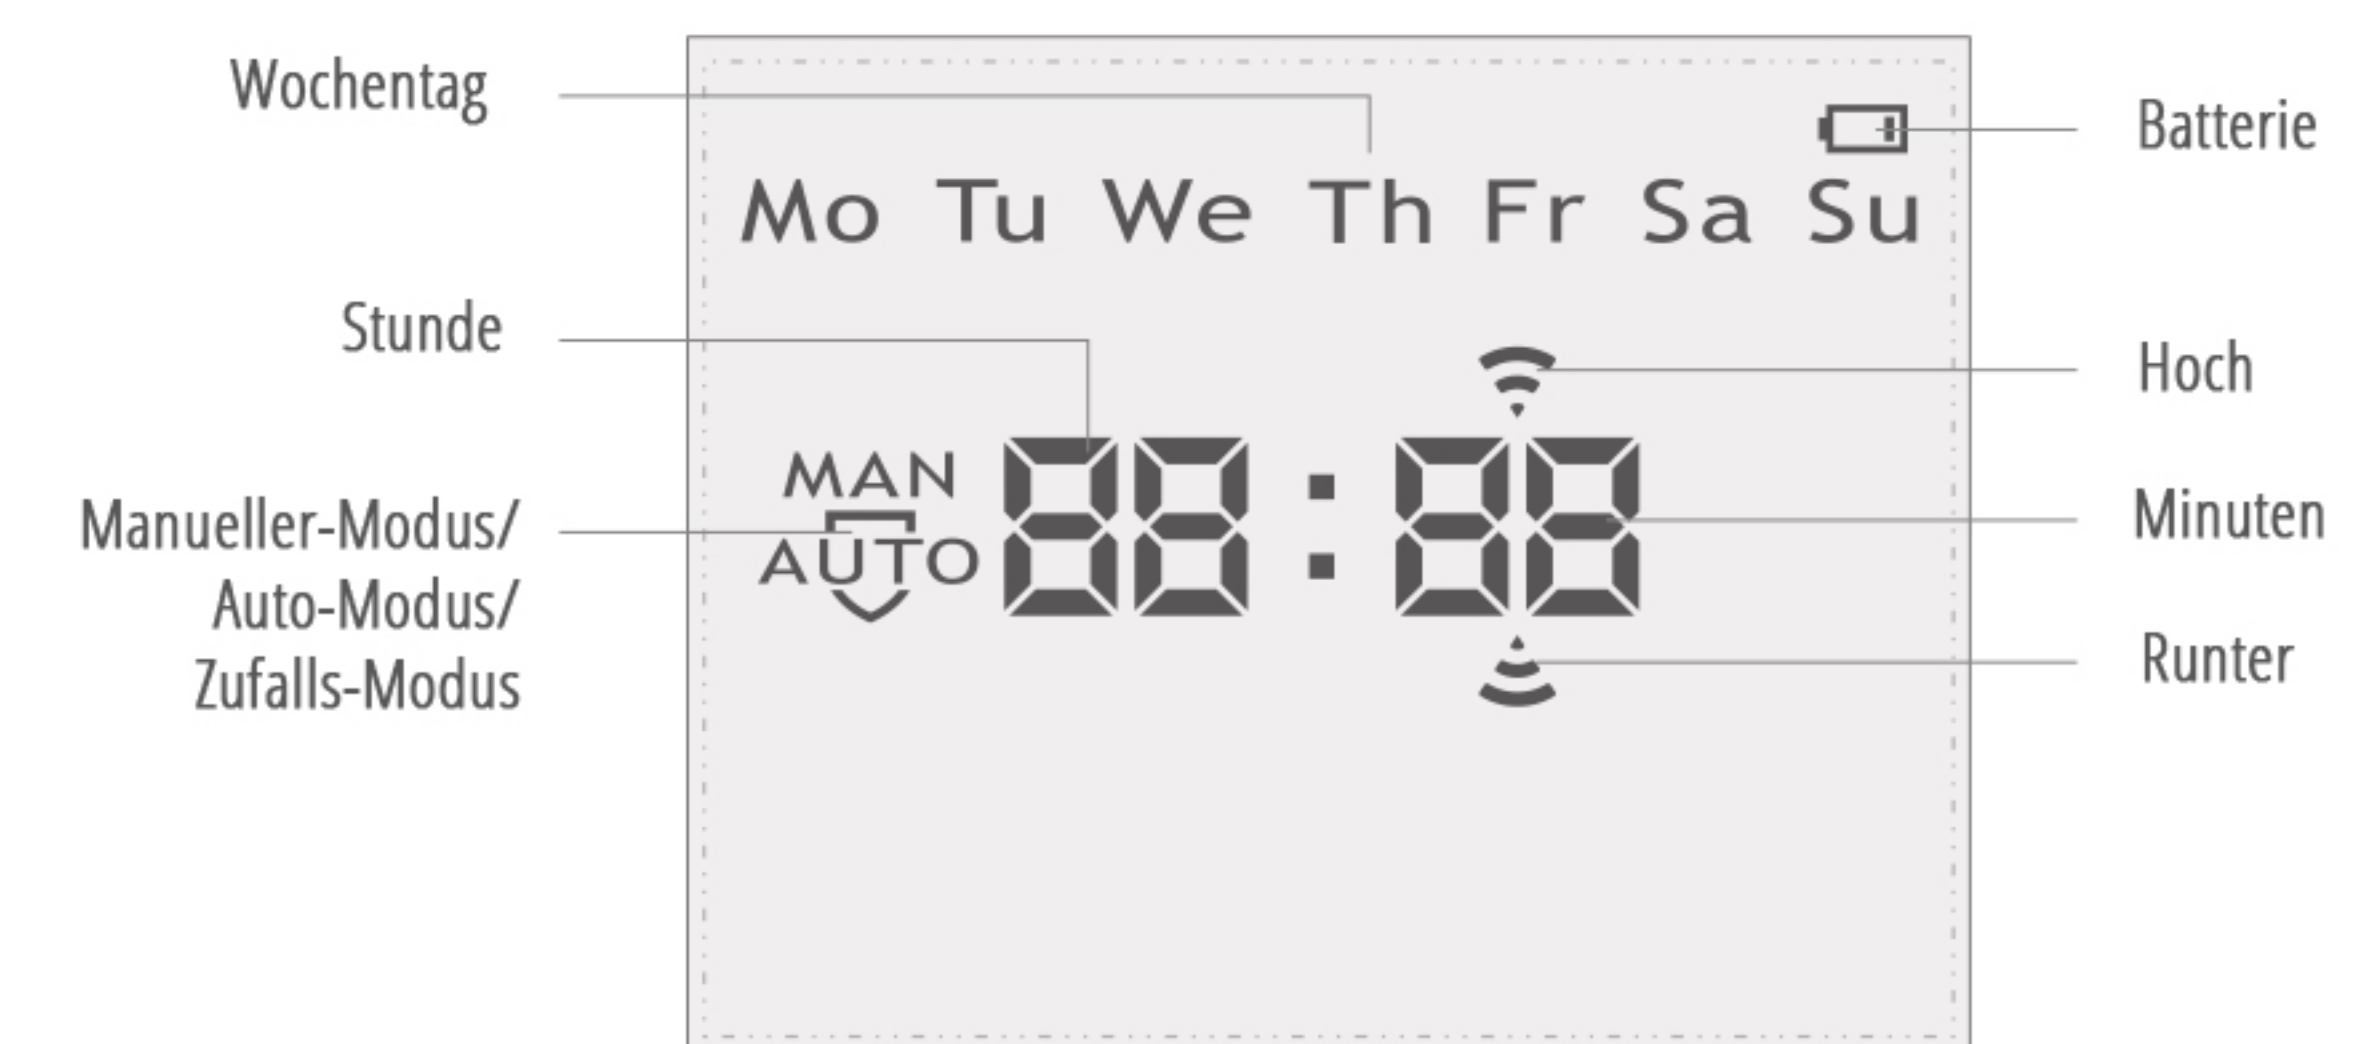 Wochentag
Batterie
Mo Tu We Th Fr Sa Su
Stunde
Hoch
MAN
AUTO
88:88
Manueller-Modus/
Auto-Modus/
Zufalls-Modus
Minuten
Runter